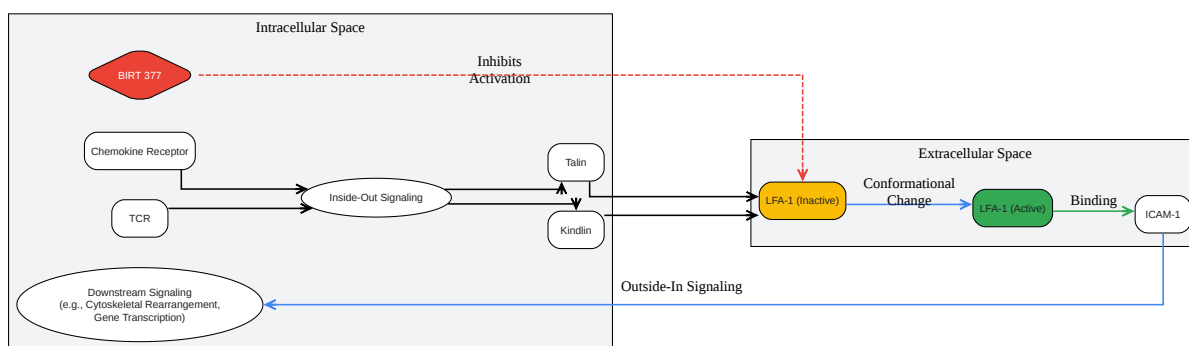 Intracellular Space
BIRT 377
Inhibits
Activation
Chemokine Receptor
TCR
Inside-Out Signaling
Talin
Kindlin
Extracellular Space
LFA-1 (Inactive)
Conformational
Change
LFA-1 (Active)
Binding
ICAM-1
Outside-In Signaling
Downstream Signaling
(e.g., Cytoskeletal Rearrangement,
Gene Transcription)